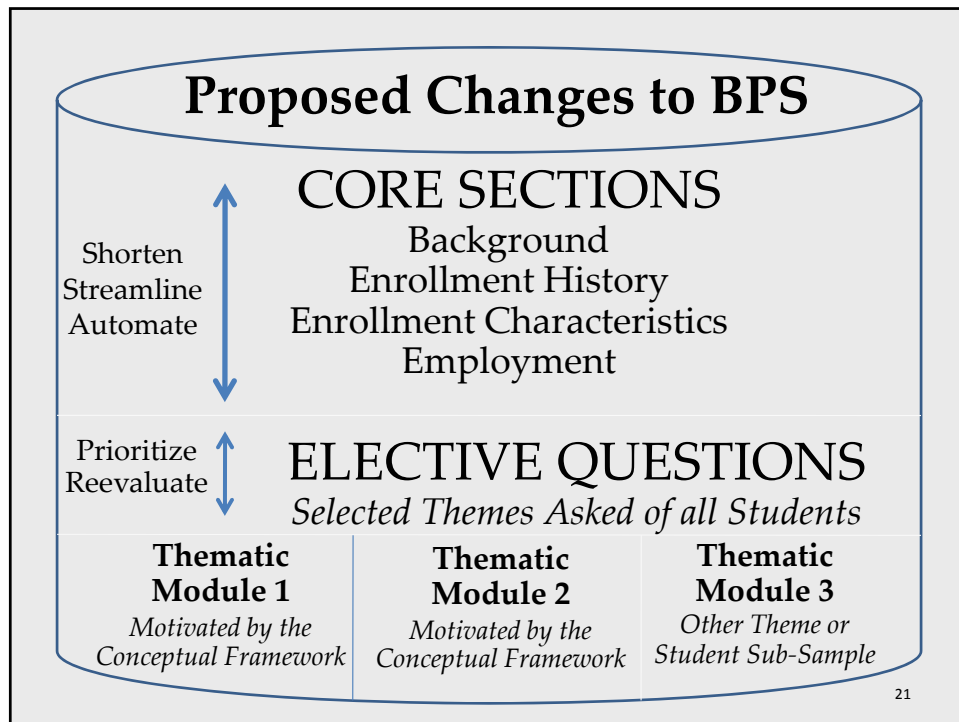 Proposed Changes to BPS
CORE SECTIONS
Background
Enrollment History
Enrollment Characteristics
Employment
Shorten
Streamline
Automate
Prioritize
Reevaluate
ELECTIVE QUESTIONS
Selected Themes Asked of all Students
Thematic
Module 1
Motivated by the
Conceptual Framework
Thematic
Module 2
Motivated by the
Conceptual Framework
Thematic
Module 3
Other Theme or
Student Sub-Sample
21